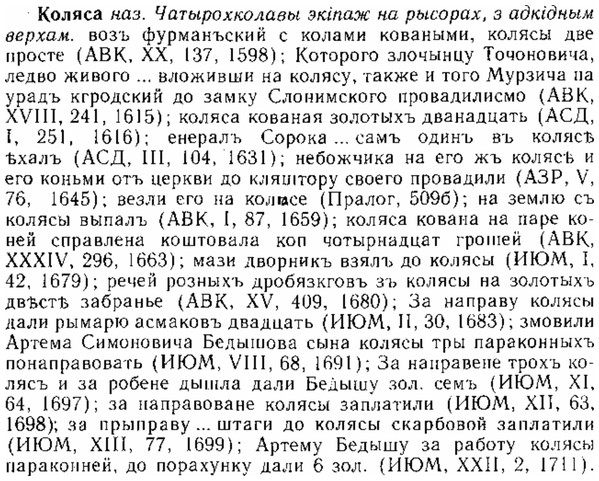 Коляса наз. Чатырохколавы экіпаж на рысорах, з адкідным
верхам. возъ фурманъский с колами коваными, колясы две
просте (АВК, XX, 137, 1598); Которого злочынцу Точоновича,
ледво живого ... вложивши на колясу, также и того Мурзича па
урадъ кгродский до замку Слонимского провадилисмо (АВК,
XVIII, 241, 1615); коляса кованая золотыхъ дванадцать (АСД,
I, 251, 1616); енералъ Сорока ... самъ одинъ въ колясѣ
ѣхалъ (АСД, III, 104, 1631); небожчика на его жъ колясѣ и
его коньми отъ церкви до кляштору своего провадили (АЗР, V,
76, 1645); везли его на колясе (Пралог, 509б); на землю съ
колясы выпалъ (АВК, I, 87, 1659); коляса кована на паре ко-
ней справлена коштовала коп чотырнадцат грошей (АВК,
XXXIV, 296, 1663); мази дворникъ взялъ до колясы (ИЮМ, I,
42, 1679); речей розныхъ дробязкговъ зъ колясы на золотыхъ
двѣстѣ забранье (АВК, XV, 409, 1680); За направу колясы
дали рымарю асмаковъ двадцать (ИЮМ, II, 30, 1683); змовили
Артема Симоновича Бедышова сына колясы тры параконныхъ
понаправовать (ИЮМ, VIII, 68, 1691); За направене трохъ ко-
лясъ и за робене дышла дали Бедышу зол. семъ (ИЮМ, XI,
64, 1697); за направоване колясы заплатили (ИЮМ, XII, 63,
1698); за прыправу ... штаги до колясы скарбовой заплатили
(ИЮМ, XIII, 77, 1699); Артему Бедышу за работу колясы
параконней, до порахунку дали 6 зол. (ИЮМ, XXII, 2, 1711).